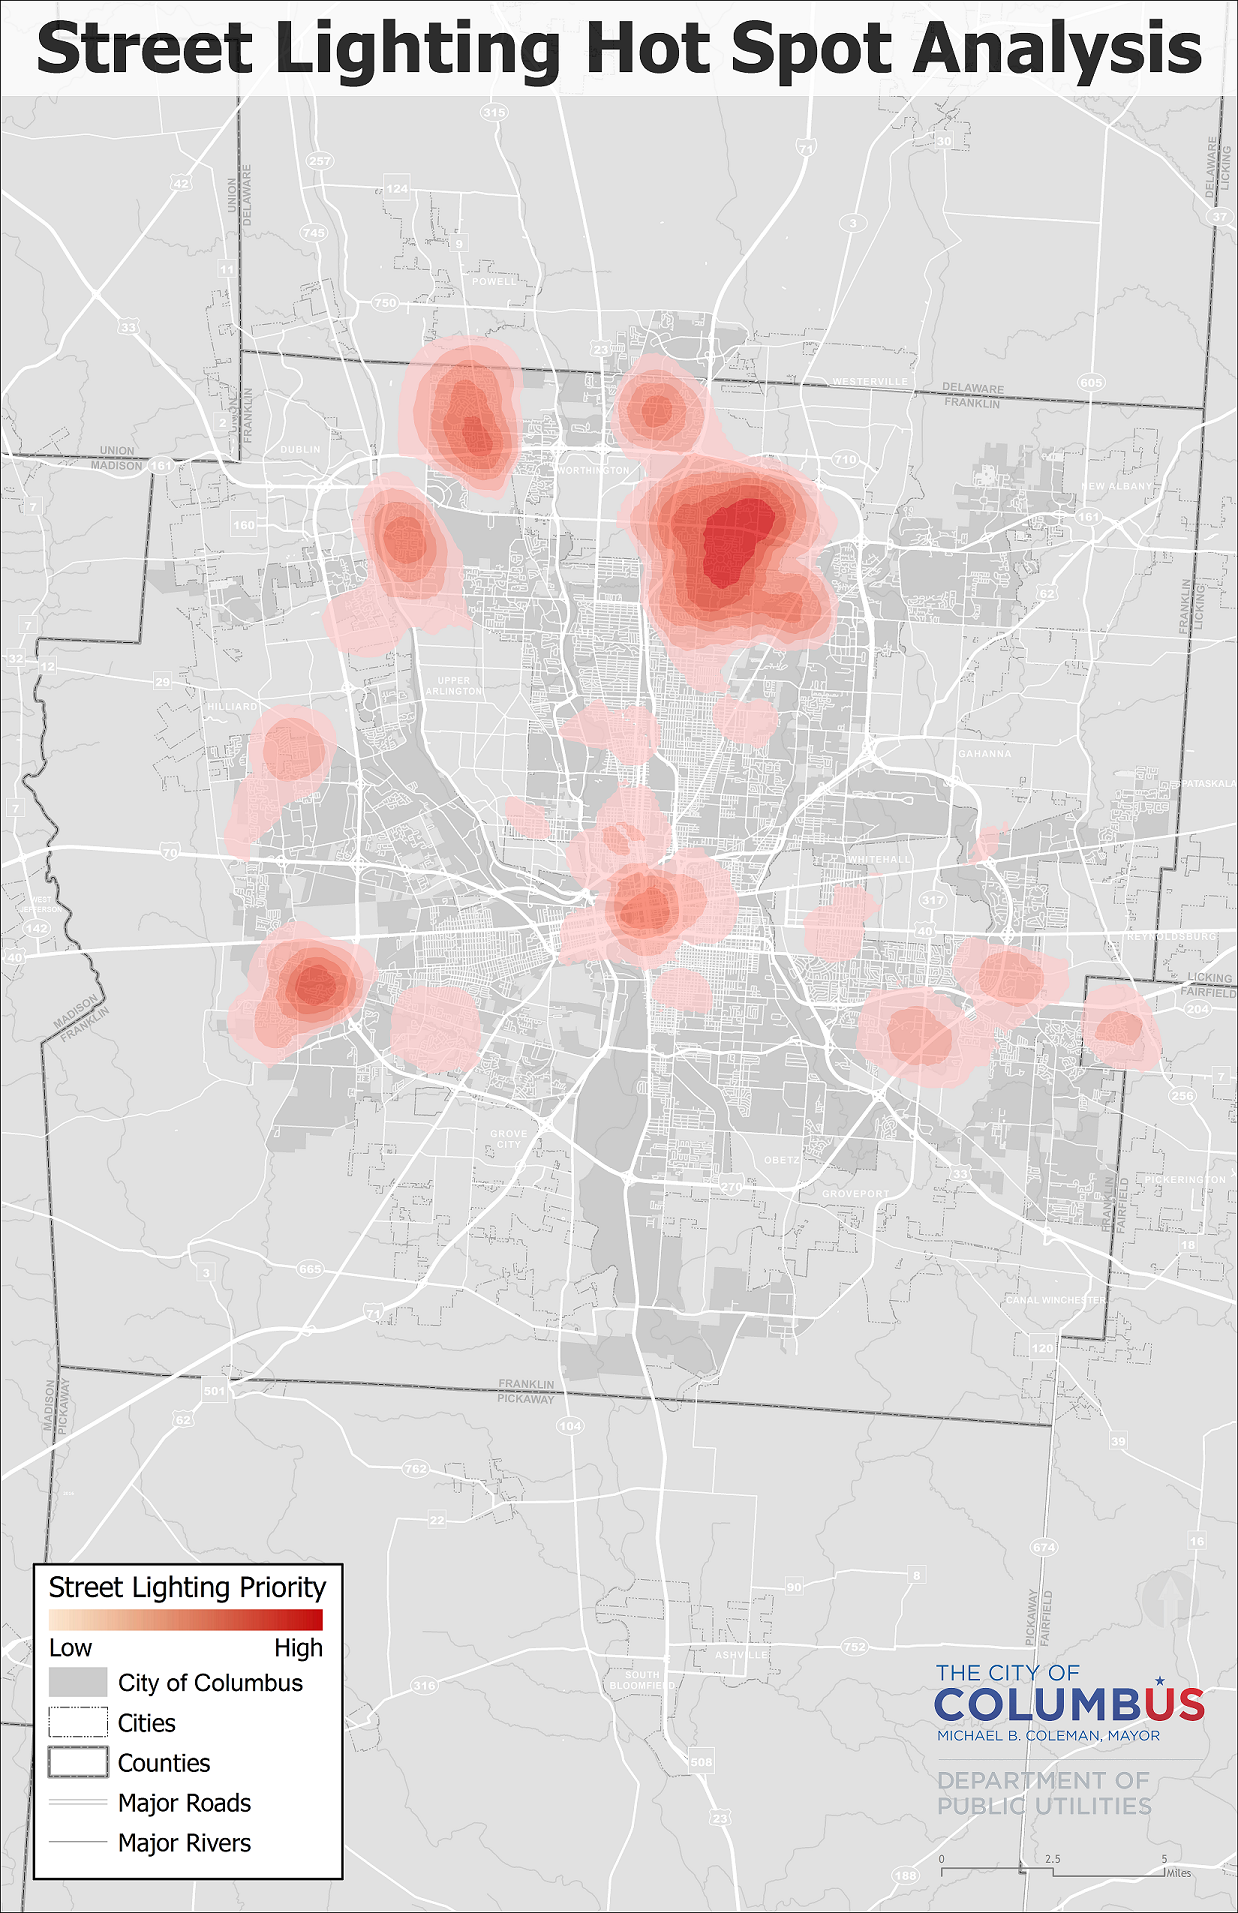 Street Lighting Hot Spot Analysis
315
30
71
257
DELAWARE
LICKING
42
124
UNION
DELAWARE
37
3
745
9
11
POWELL
750
33
23
WESTERVILLE
605
DELAWARE
FRANKLIN
2
UNION
FRANKLIN
DUBLIN
UNION
MADISON
161
WORTHINGTON
710
NEW ALBANY
7
160
161
62
FRANKLIN
LICKING
7
32
12
29
UPPER
ARLINGTON
HILLIARD
GAHANNA
PATASKALA
7
70
WHITEHALL
WEST
JEFFERSON
317
142
40
REYNOLDSBURG
40
LICKING
FAIRFIELD
204
MADISON
FRANKLIN
7
256
GROVE
CITY
OBETZ
33
PICKERINGTON
270
GROVEPORT
FRANKLIN
FAIRFIELD
18
3
665
CANAL WINCHESTER
71
120
FRANKLIN
PICKAWAY
501
MADISON
PICKAWAY
62
104
39
762
22
674
16
8
90
PICKAWAY
FAIRFIELD
752
ASHVILLE
SOUTH
BLOOMFIELD
316
508
23
188
Street Lighting Priority
Low High
City of Columbus
Cities
Counties
Major Roads
Major Rivers
THE CITY OF
COLUMBUS
MICHAEL B. COLEMAN, MAYOR
DEPARTMENT OF
PUBLIC UTILITIES
0 2.5 5
Miles